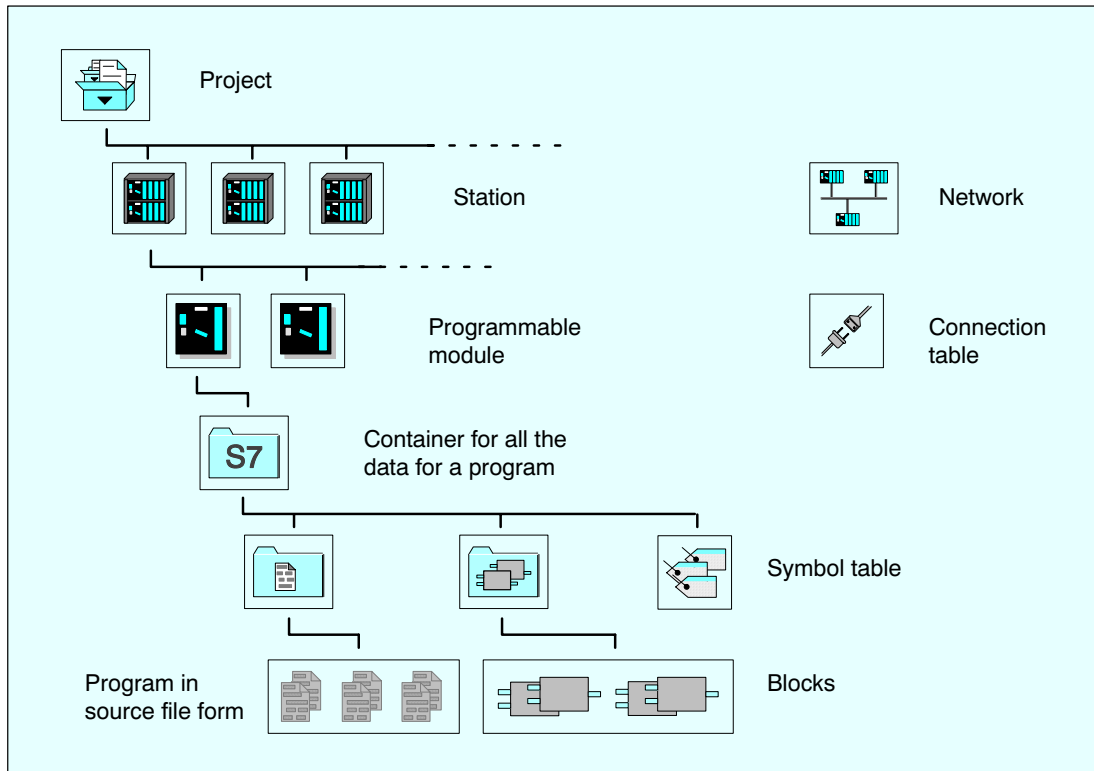 Project
Station
Network
Programmable
module
Connection
table
S7
Container for all the
data for a program
Symbol table
Program in
source file form
Blocks